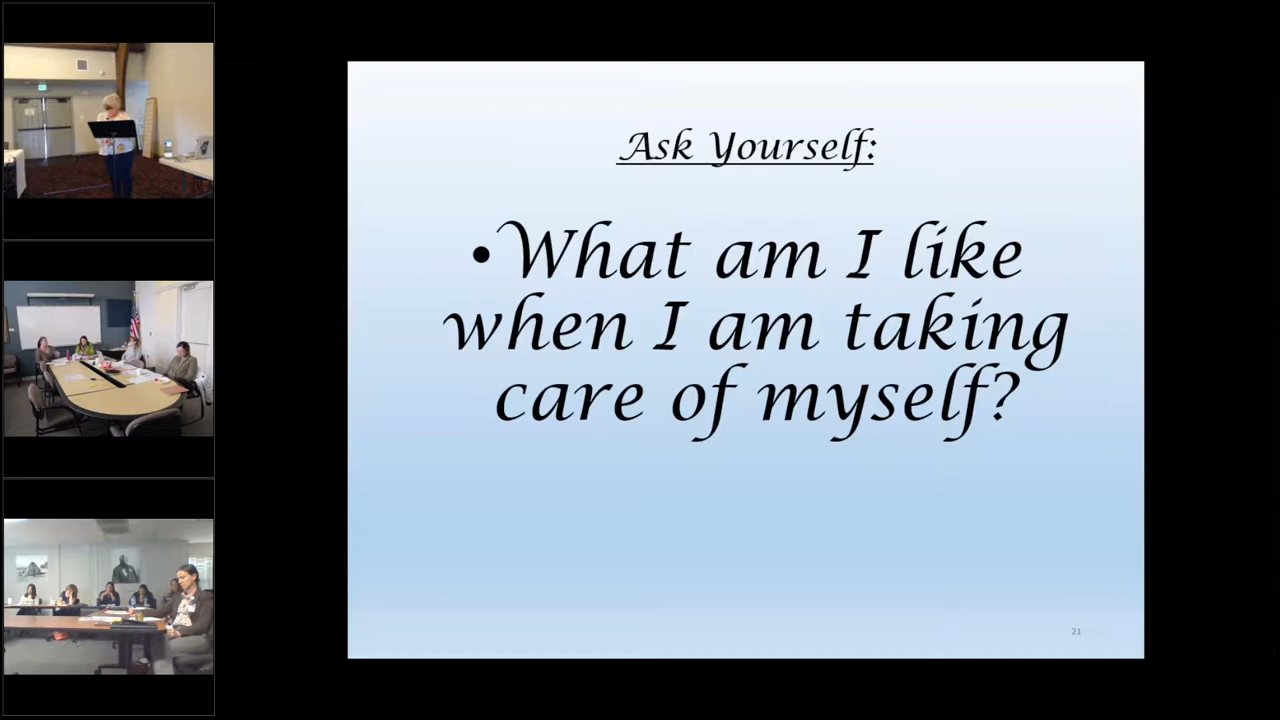 Ask Yourself:
•What am I like
when I am taking
care of myself?
21